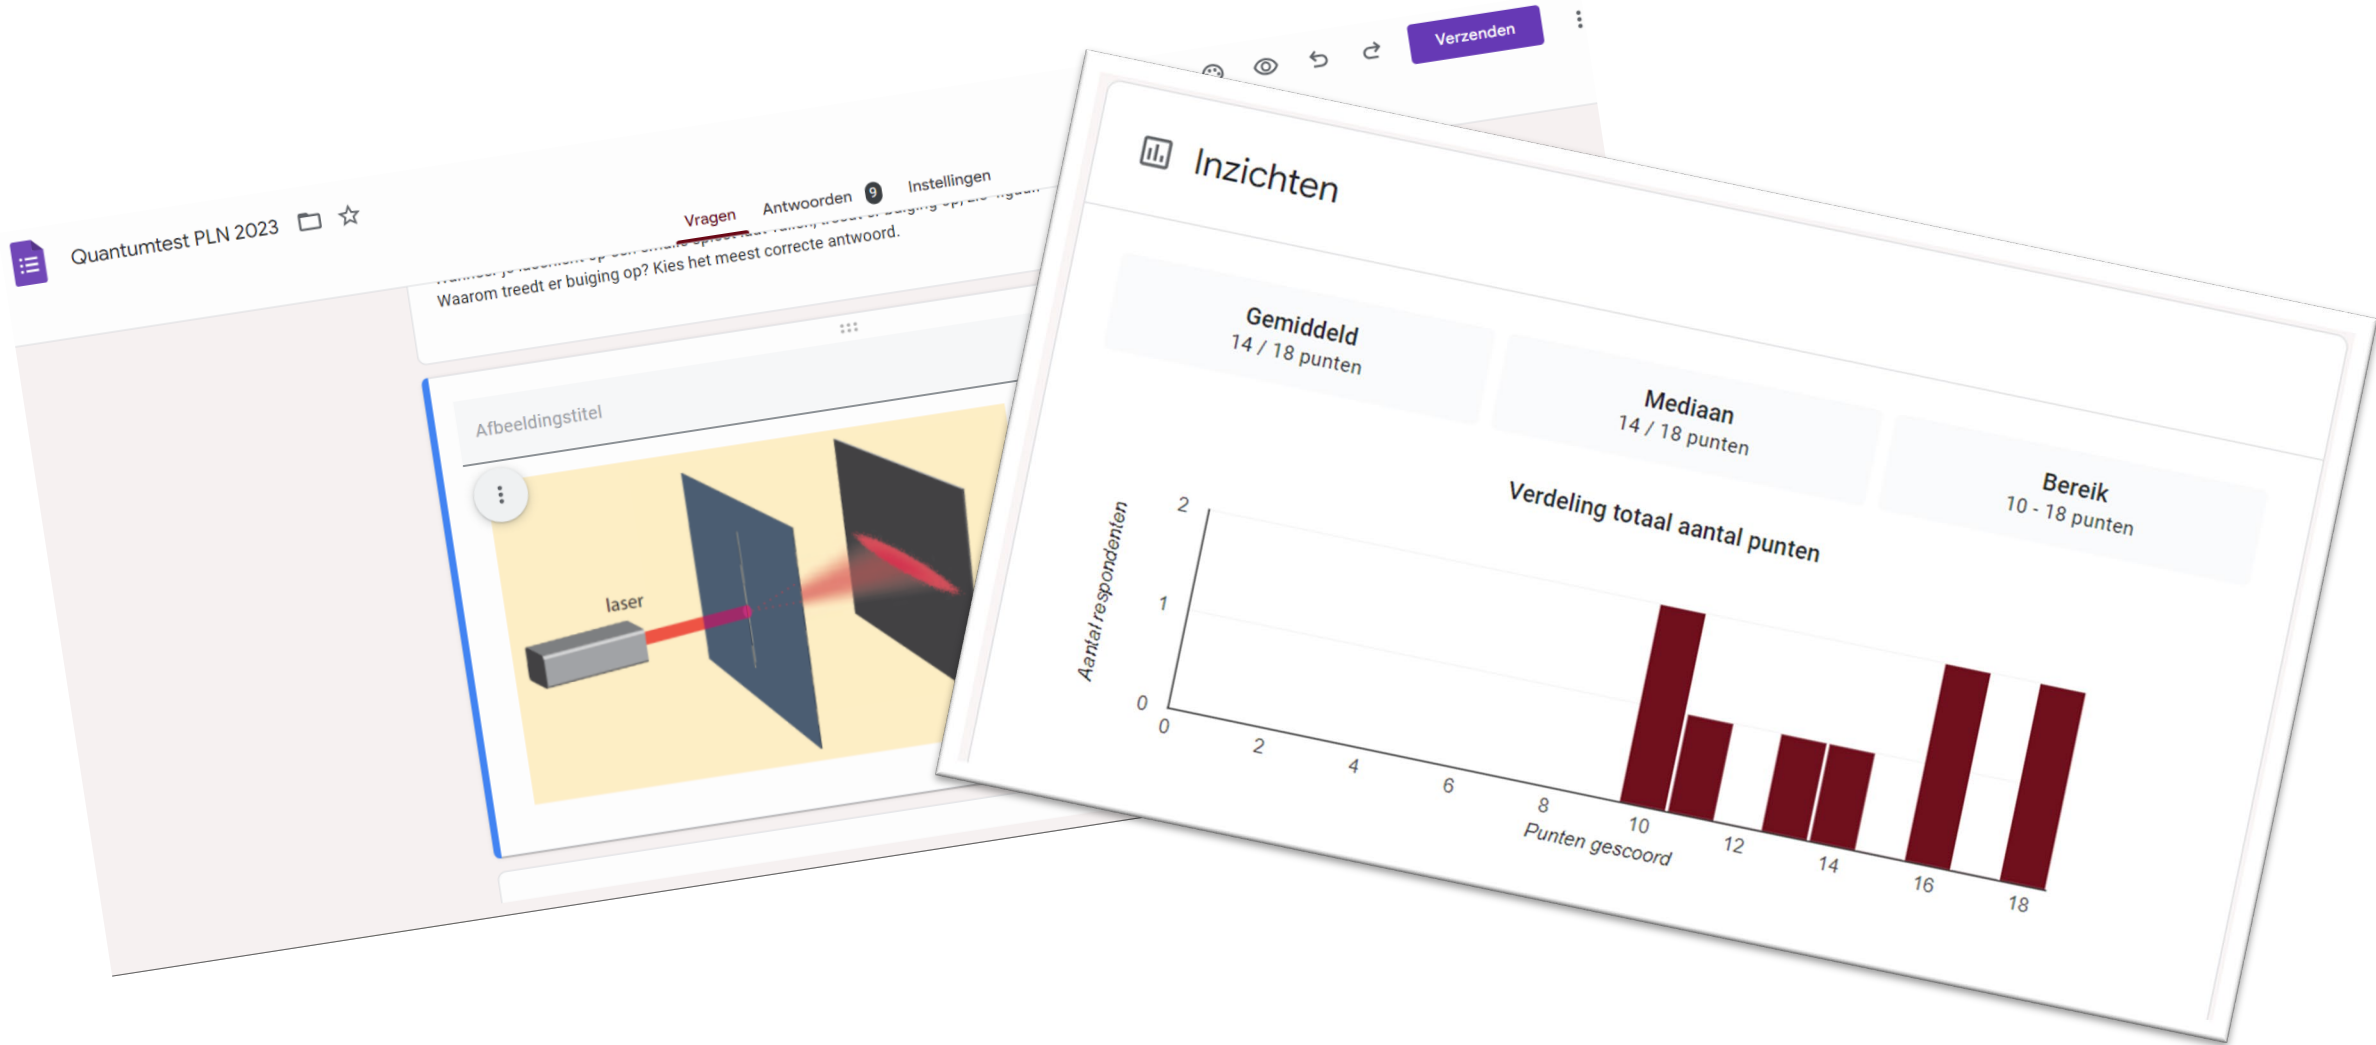 Quantumtest PLN 2023
Vragen
Antwoorden 9
Instellingen
Verzenden
Waarom treedt er buiging op? Kies het meest correcte antwoord.
Afbeeldingstitel
laser
Inzichten
Gemiddeld
14 / 18 punten
Mediaan
14 / 18 punten
Bereik
10 - 18 punten
Verdeling totaal aantal punten
Aantal respondenten
2
1
0
0 2 4 6 8 10 12 14 16 18
Punten gescoord